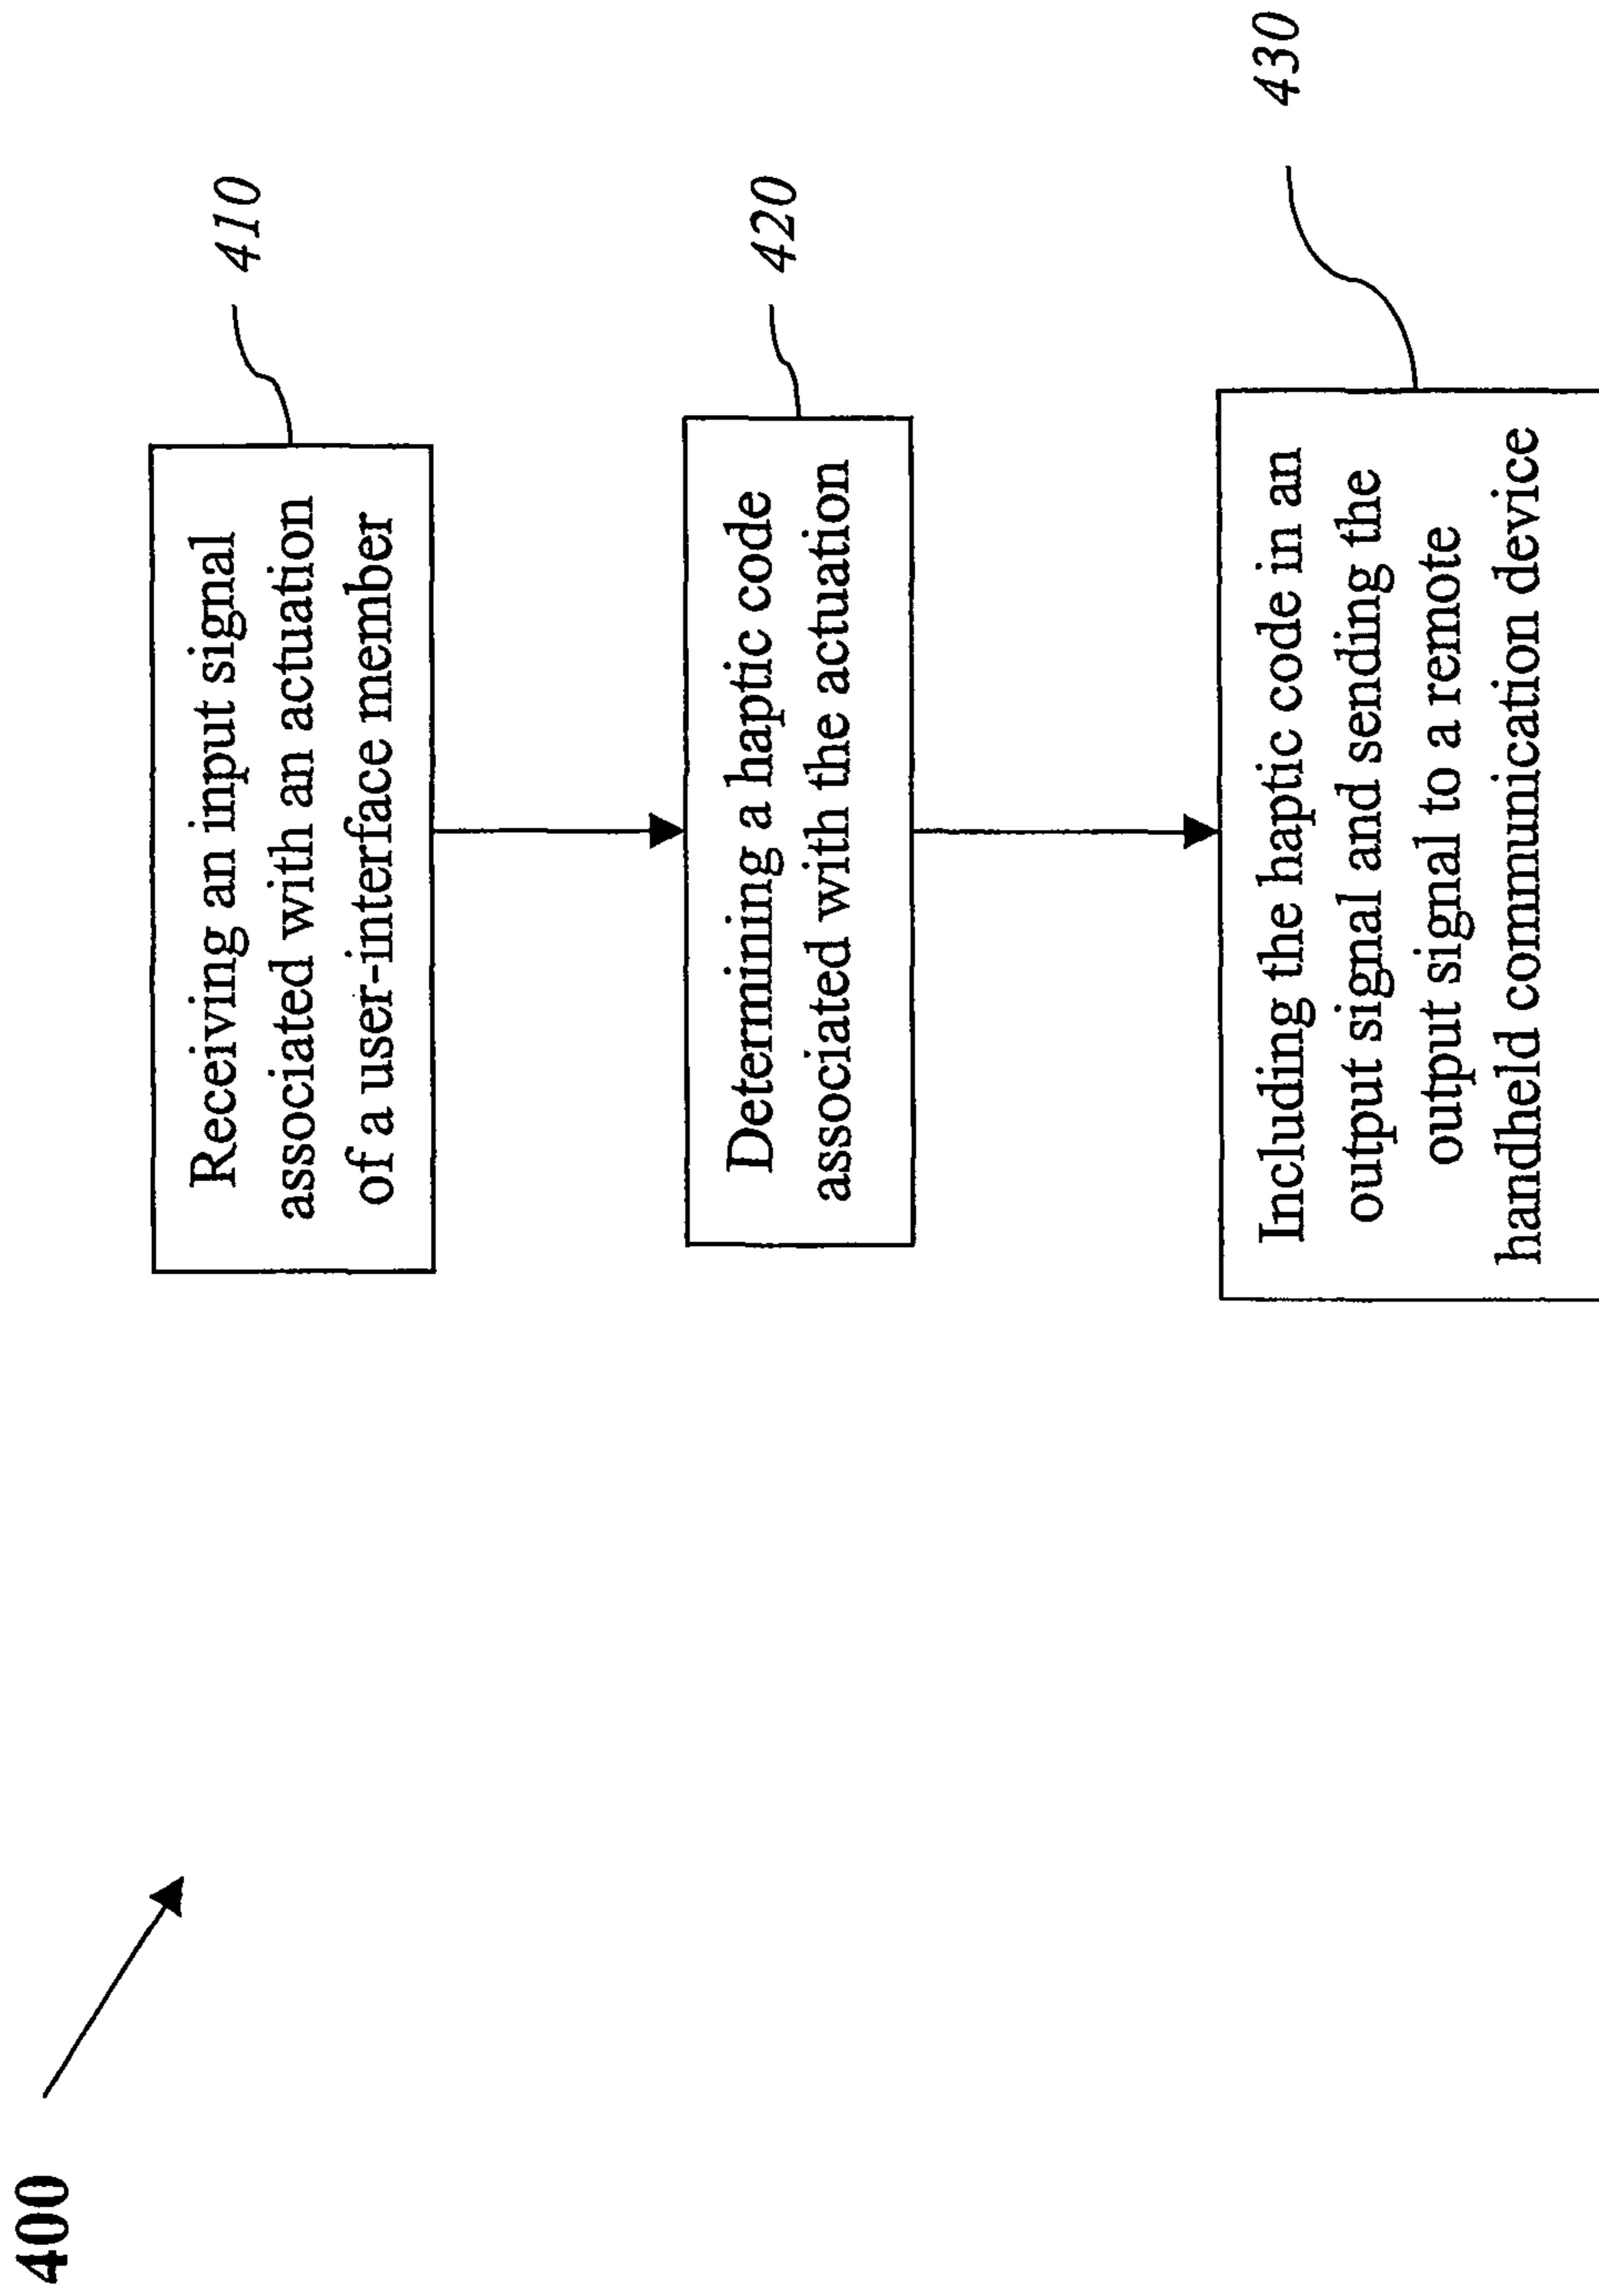 400
Receiving an input signal
associated with an actuation
of a user-interface member
410
Determining a haptic code
associated with the actuation
420
Including the haptic code in an
output signal and sending the
output signal to a remote
handheld communication device
430